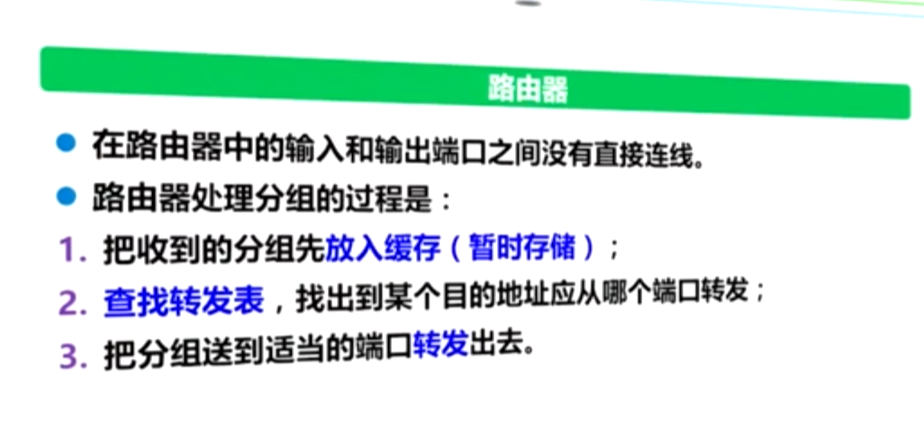 路由器
在路由器中的输入和输出端口之间没有直接连线。
路由器处理分组的过程是：
1. 把收到的分组先放入缓存（暂时存储）；
2. 查找转发表，找出到某个目的地址应从哪个端口转发；
3. 把分组送到适当的端口转发出去。